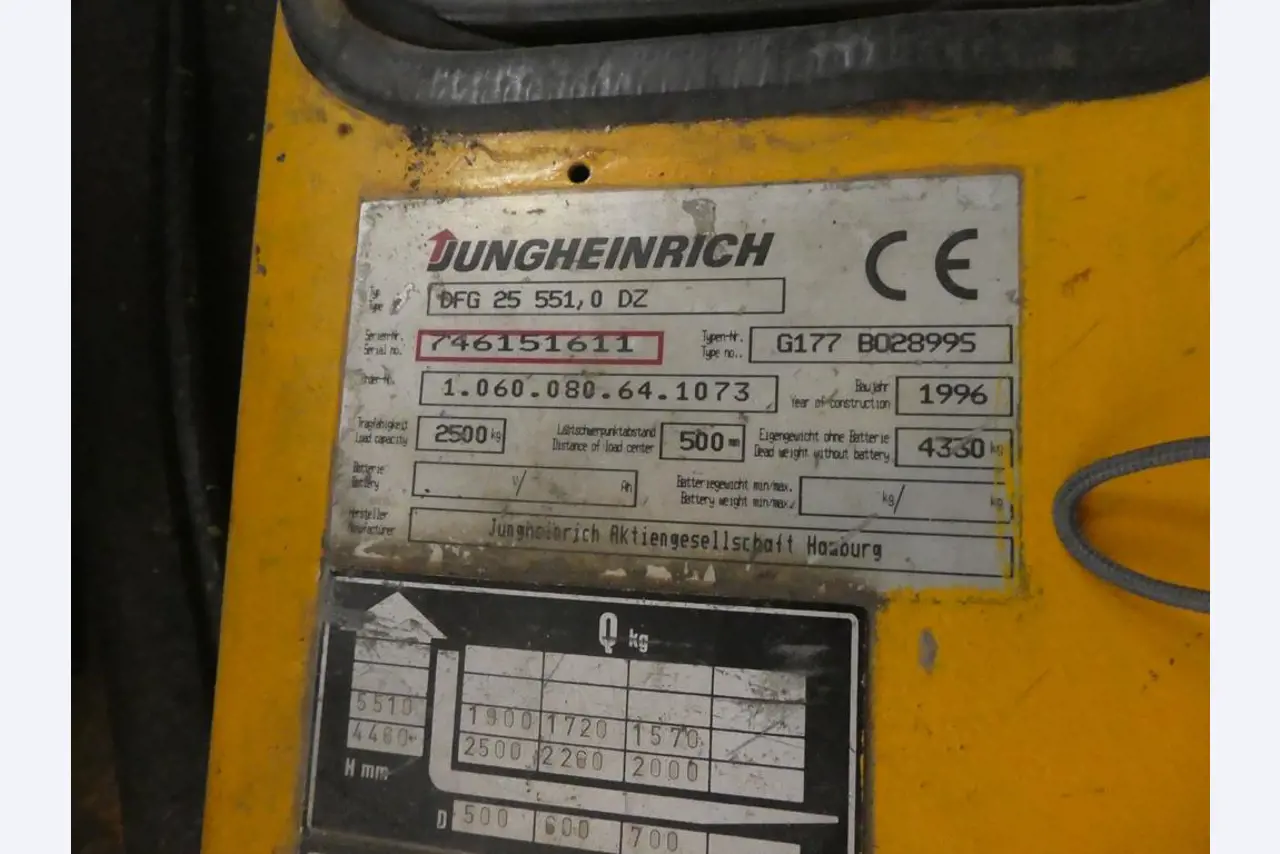 JUNGHEINRICH CE
Typ
Type
DFG 25 551,0 DZ
Serien-Nr.
Serial no.
746151611
Typen-Nr.
Type no..
G177 B028995
1.060.080.64.1073
Baujahr
Year of construction
1996
Tragfähigkeit
Load capacity
2500 kg
Lastschwerpunktabstand
Distance of load center
500 mm
Eigengewicht ohne Batterie
Dead weight without battery
4330 kg
Batterie
Battery
V/ Ah
Batteriegewicht min/max.
Battery weight min/max.
kg/ kg
Hersteller
Manufacturer
Jungheinrich Aktiengesellschaft Hamburg
Q kg
5510 1900 1720 1570
4460 2500 2260 2000
H mm
D 500 600 700